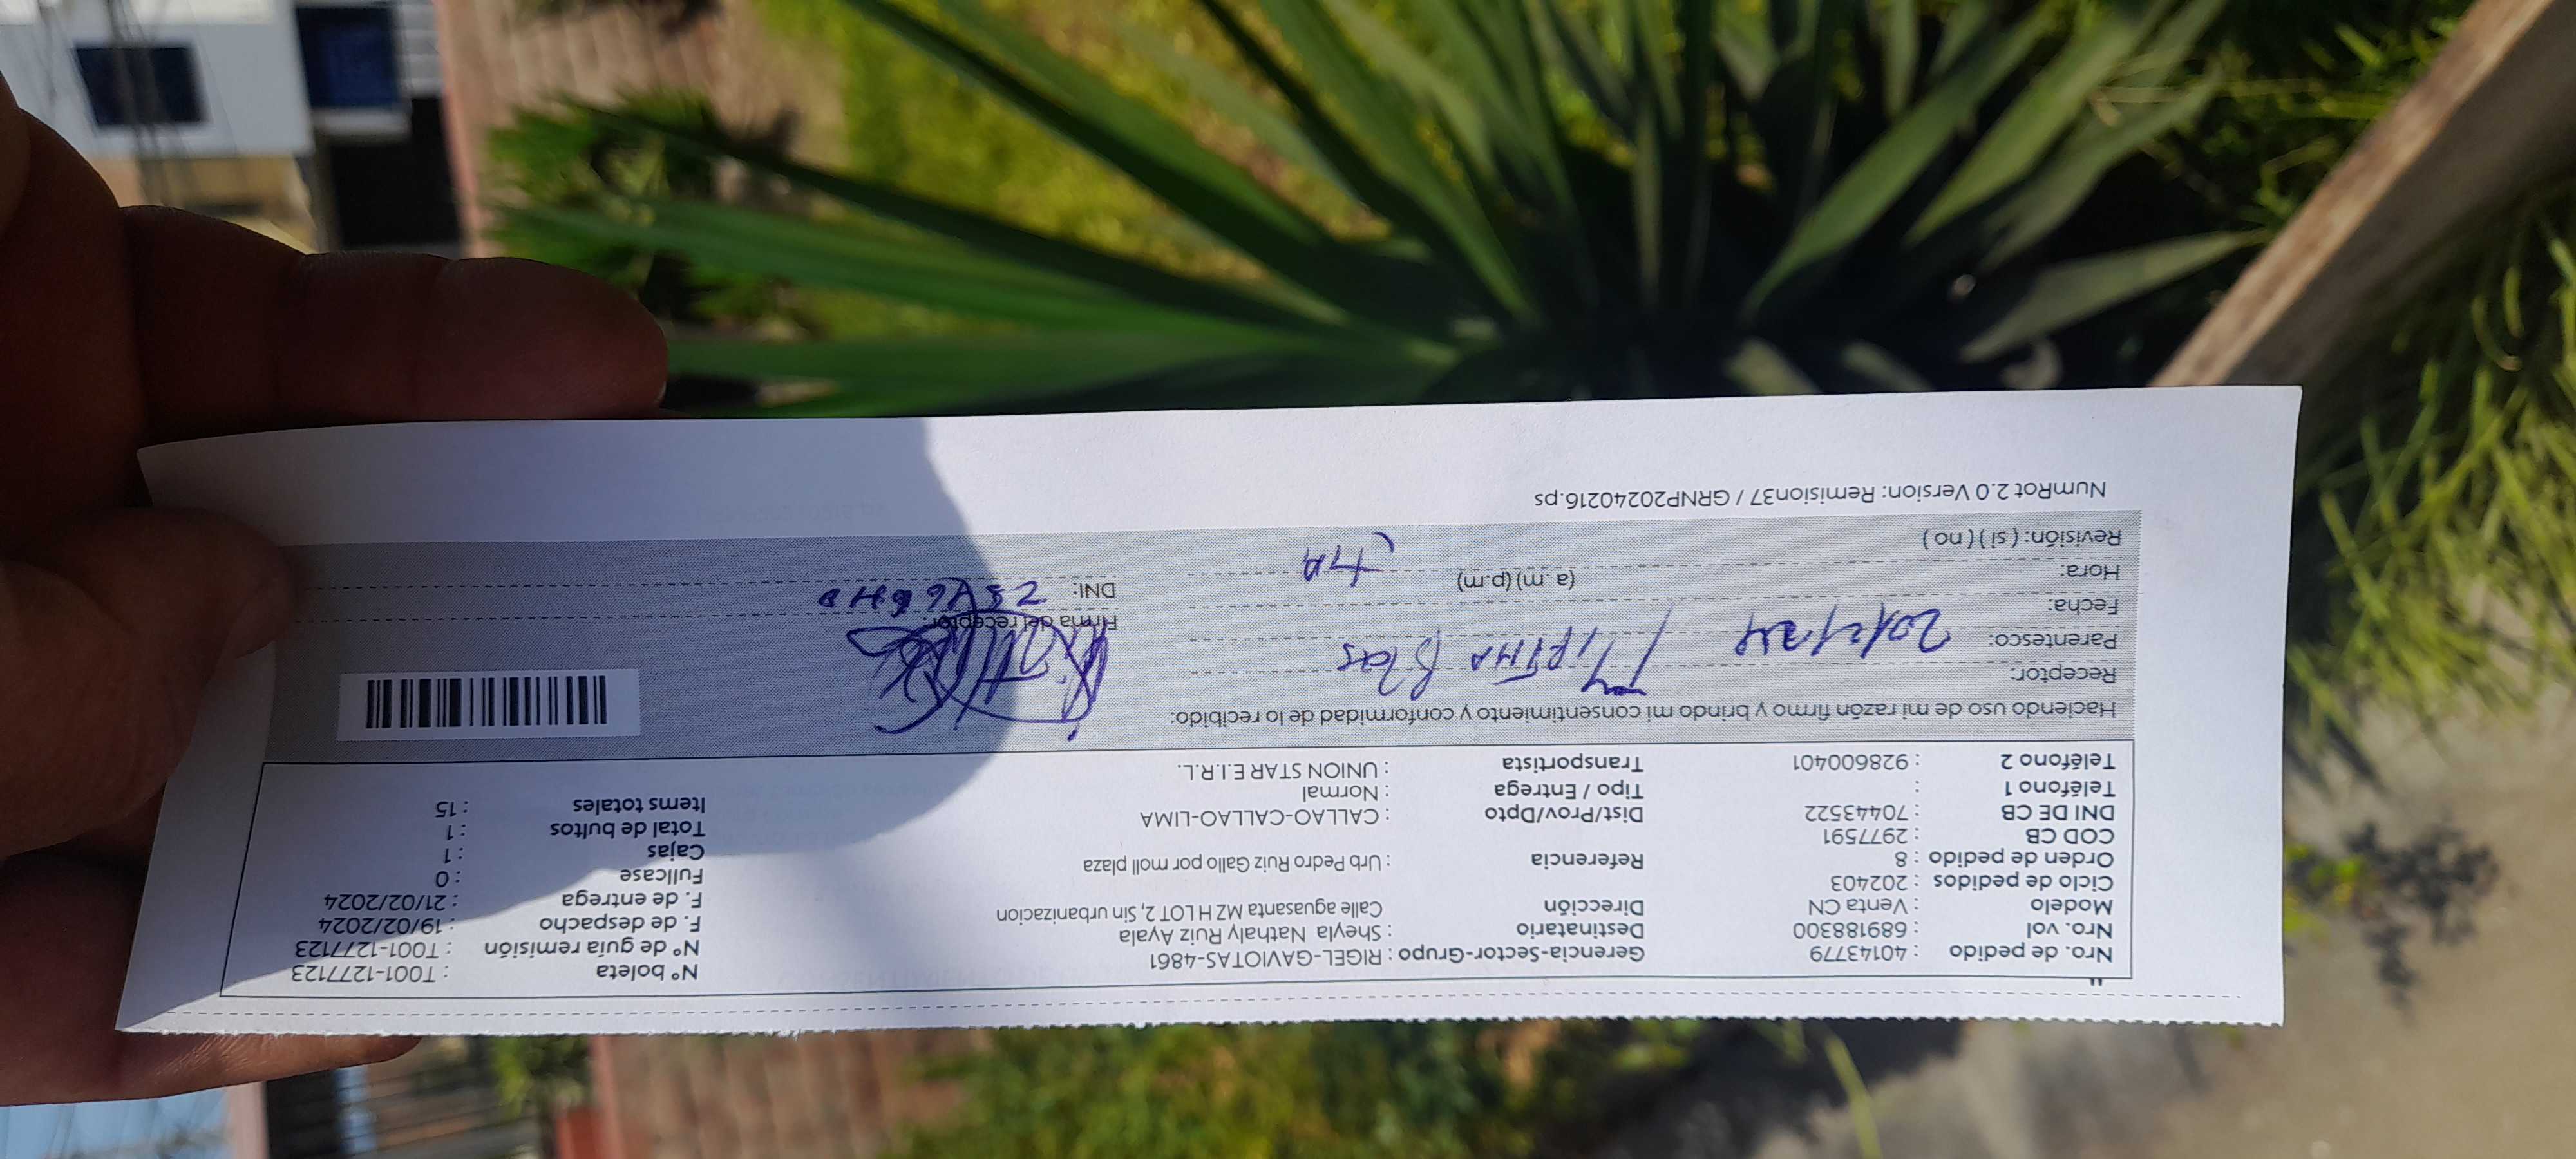 Nro. de pedido : 40143779 Gerencia-Sector-Grupo : RIGEL-GAVIOTAS-4861 Nº boleta : T001-1277123
Nro. vol : 689188300 Destinatario : Sheyla Nathaly Ruiz Ayala Nº de guía remisión : T001-1277123
Modelo : Venta CN Dirección Calle aguasanta MZ H LOT 2, Sin urbanizacion F. de despacho : 19/02/2024
Ciclo de pedidos : 202403 F. de entrega : 21/02/2024
Orden de pedido : 8 Referencia : Urb Pedro Ruiz Gallo por moll plaza Fullcase : 0
COD CB : 2977591 Cajas : 1
DNI DE CB : 70443522 Dist/Prov/Dpto : CALLAO-CALLAO-LIMA Total de bultos : 1
Teléfono 1 : Tipo / Entrega : Normal Items totales : 15
Teléfono 2 : 928600401 Transportista : UNION STAR E.I.R.L.
Haciendo uso de mi razón firmo y brindo mi consentimiento y conformidad de lo recibido:
Receptor: Mirtha Blas
Parentesco: 20/2/24
Fecha: Firma del receptor:
Hora: (a. m) (p.m) DNI:
Revisión: ( si ) ( no )
NumRot 2.0 Version: Remision37 / GRNP20240216.ps